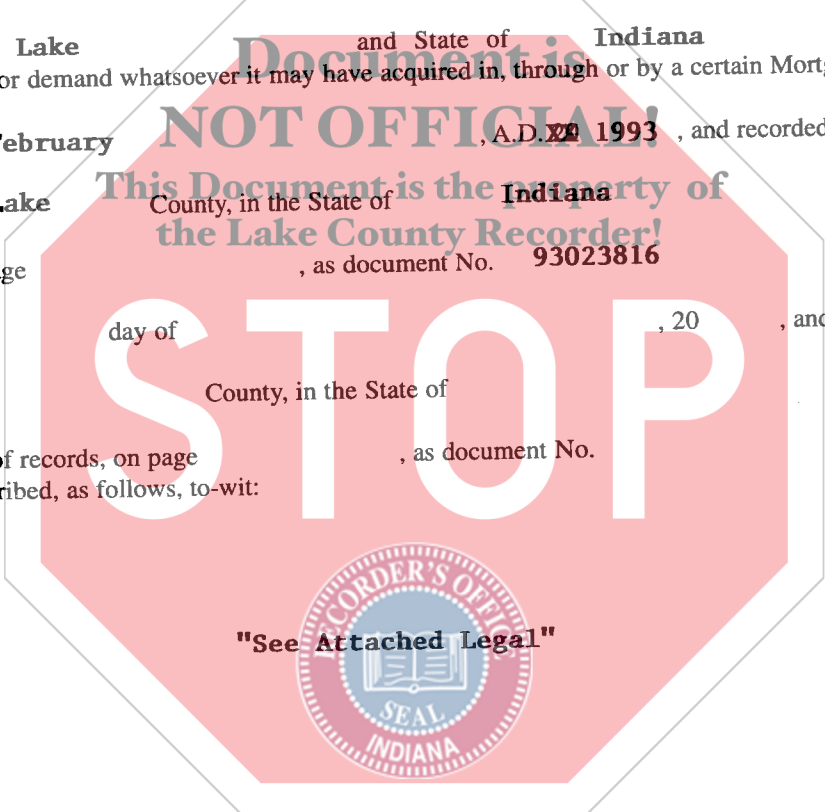 Lake and State of Indiana
Document is
or demand whatsoever it may have acquired in, through or by a certain Mort
NOT OFFICIAL!
ebruary , A.D. 1993 , and recorded
This Document is the property of
ake County, in the State of Indiana
the Lake County Recorder!
ge , as document No. 93023816
day of , 20 , and
STOP
County, in the State of
of records, on page , as document No.
ribed, as follows, to-wit:
RECORDER'S OFFICE
"See Attached Legal"
SEAL
INDIANA